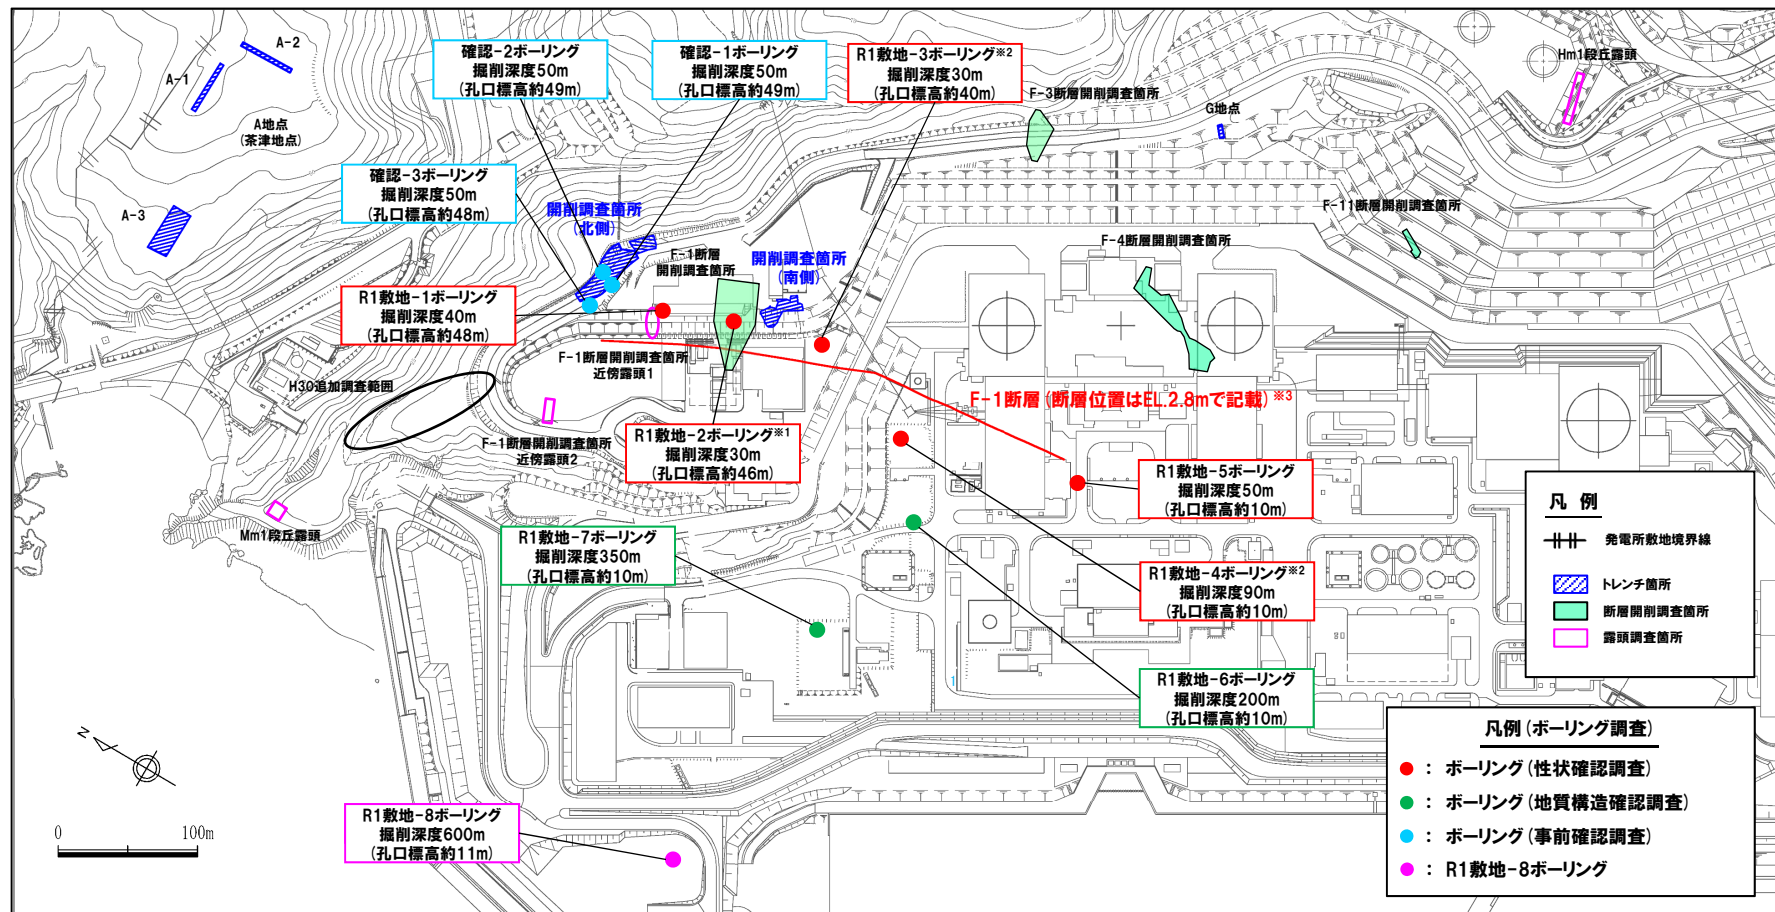 A-2
A-1
A地点
(茶津地点)
A-3
確認-2ボーリング
掘削深度50m
(孔口標高約49m)
確認-1ボーリング
掘削深度50m
(孔口標高約49m)
R1敷地-3ボーリング※2
掘削深度30m
(孔口標高約40m)
F-3断層開削調査箇所
G地点
Hm1段丘露頭
確認-3ボーリング
掘削深度50m
(孔口標高約48m)
開削調査箇所
(北側)
F-1断層
開削調査箇所
開削調査箇所
(南側)
F-4断層開削調査箇所
F-11断層開削調査箇所
R1敷地-1ボーリング
掘削深度40m
(孔口標高約48m)
F-1断層開削調査箇所
近傍露頭1
H30追加調査範囲
F-1断層(断層位置はEL.2.8mで記載)※3
F-1断層開削調査箇所
近傍露頭2
R1敷地-2ボーリング※1
掘削深度30m
(孔口標高約46m)
R1敷地-5ボーリング
掘削深度50m
(孔口標高約10m)
Mm1段丘露頭
R1敷地-7ボーリング
掘削深度350m
(孔口標高約10m)
R1敷地-4ボーリング※2
掘削深度90m
(孔口標高約10m)
R1敷地-6ボーリング
掘削深度200m
(孔口標高約10m)
凡 例
発電所敷地境界線
トレンチ箇所
断層開削調査箇所
露頭調査箇所
凡例(ボーリング調査)
: ボーリング(性状確認調査)
: ボーリング(地質構造確認調査)
: ボーリング(事前確認調査)
: R1敷地-8ボーリング
N
0 100m
R1敷地-8ボーリング
掘削深度600m
(孔口標高約11m)